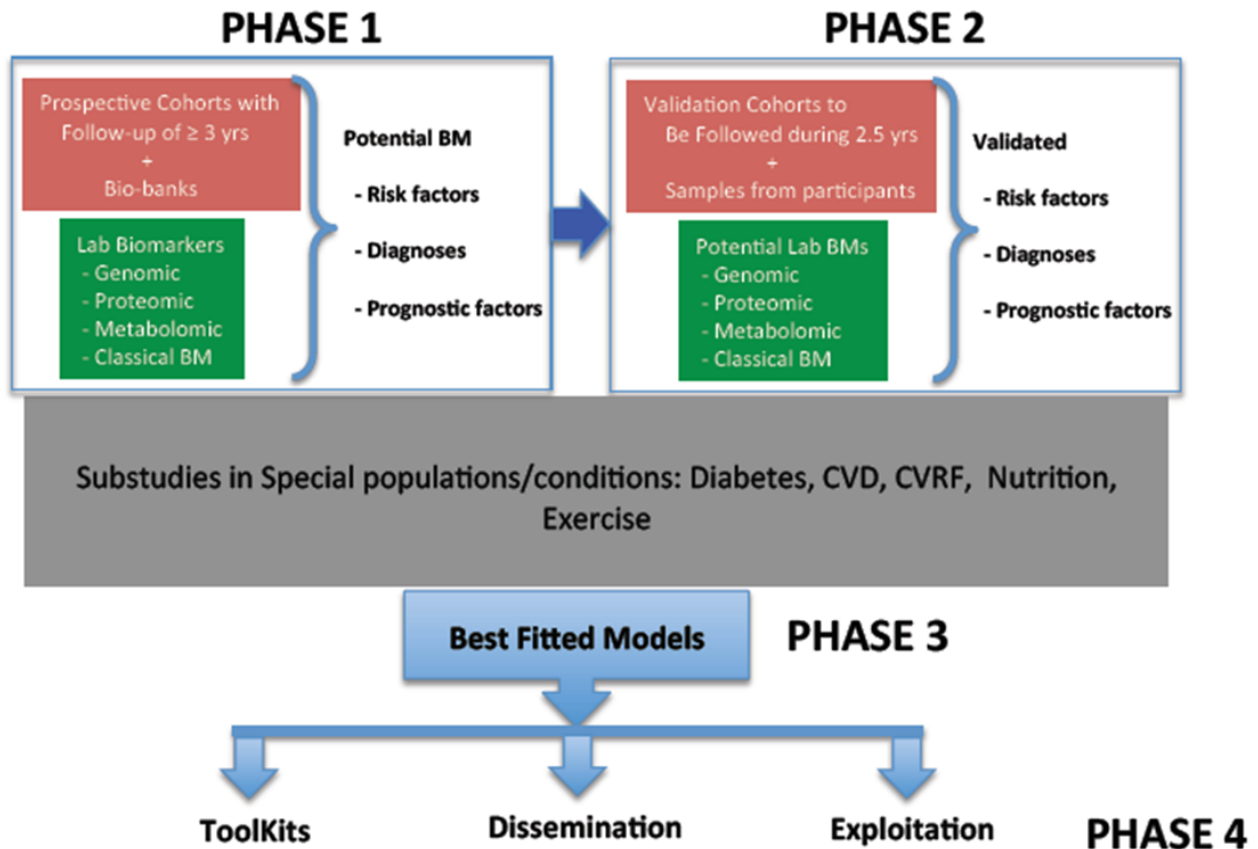 PHASE 1
Prospective Cohorts with
Follow-up of ≥ 3 yrs
+
Bio-banks
Lab Biomarkers
- Genomic
- Proteomic
- Metabolomic
- Classical BM
Potential BM
- Risk factors
- Diagnoses
- Prognostic factors
PHASE 2
Validation Cohorts to
Be Followed during 2.5 yrs
+
Samples from participants
Potential Lab BMs
- Genomic
- Proteomic
- Metabolomic
- Classical BM
Validated
- Risk factors
- Diagnoses
- Prognostic factors
Substudies in Special populations/conditions: Diabetes, CVD, CVRF, Nutrition,
Exercise
Best Fitted Models
PHASE 3
ToolKits
Dissemination
Exploitation
PHASE 4